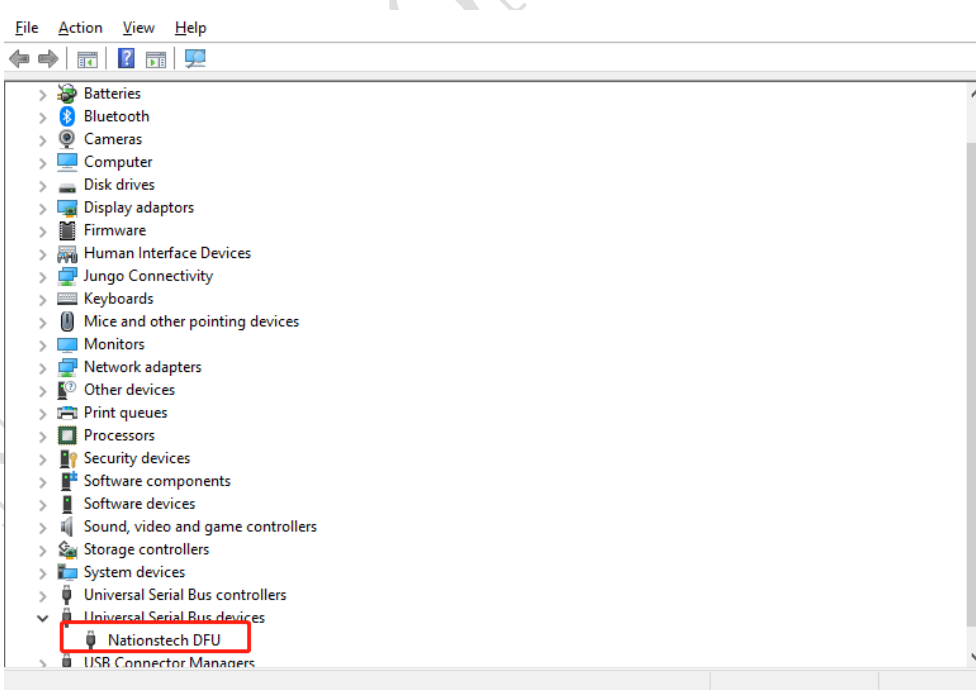 File Action View Help
Batteries
Bluetooth
Cameras
Computer
Disk drives
Display adaptors
Firmware
Human Interface Devices
Jungo Connectivity
Keyboards
Mice and other pointing devices
Monitors
Network adapters
Other devices
Print queues
Processors
Security devices
Software components
Software devices
Sound, video and game controllers
Storage controllers
System devices
Universal Serial Bus controllers
Universal Serial Bus devices
Nationstech DFU
USB Connector Managers